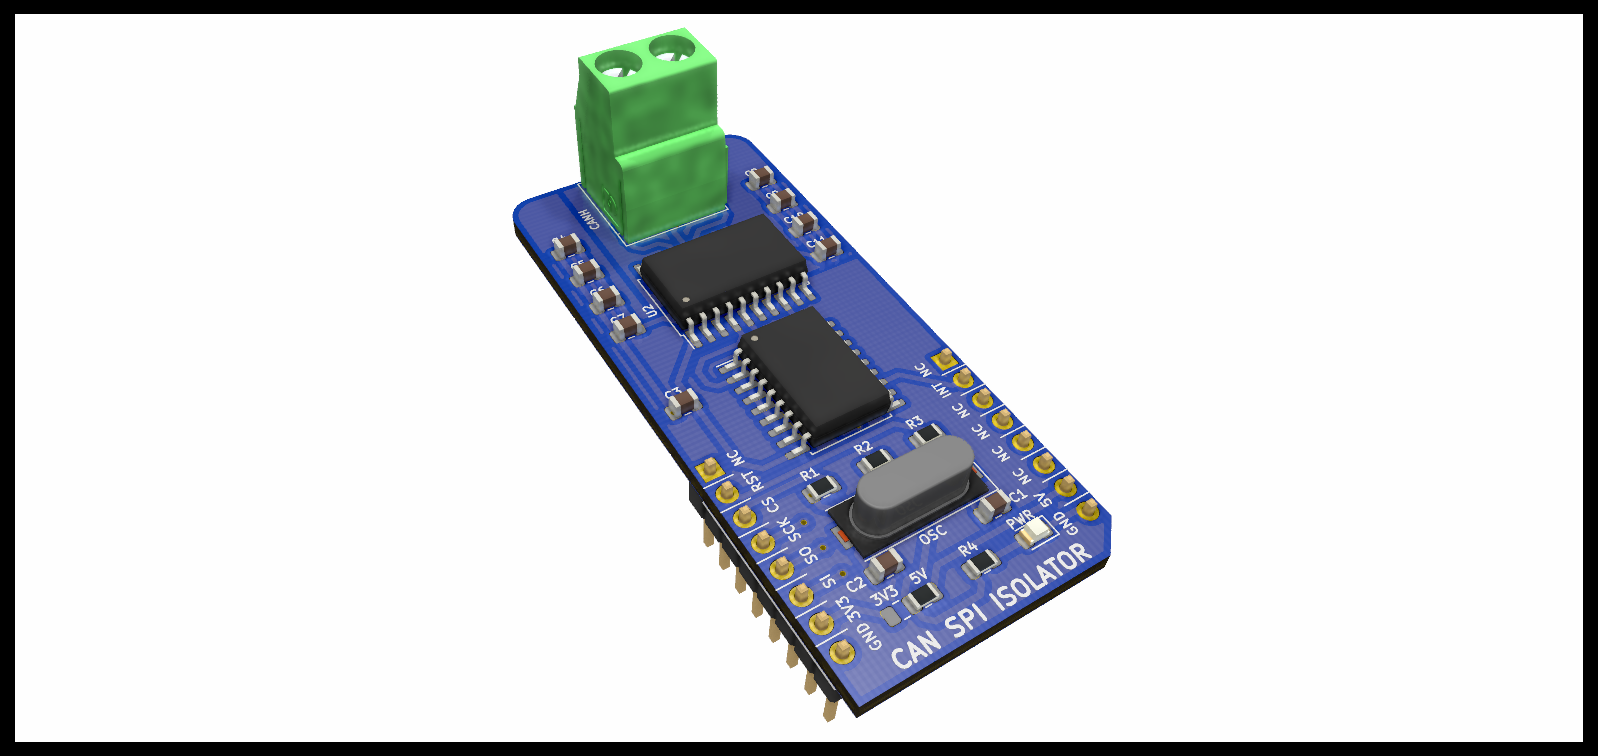 CANH
U2
C3
NC
RST
CS
SCK
SO
SI
3V3
GND
NC
INT
NC
NC
NC
NC
5V
GND
R1
R2
R3
C1
PWR
OSC
R4
C2
3V3
5V
CAN SPI ISOLATOR